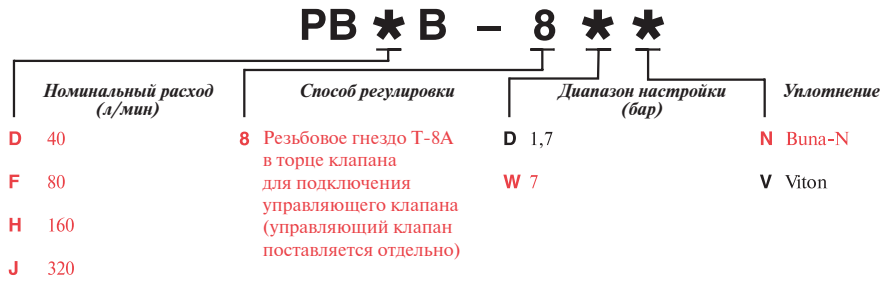 PB * B – 8 * *
Номинальный расход
(л/мин)
D 40
F 80
H 160
J 320
Способ регулировки
8 Резьбовое гнездо T-8A
в торце клапана
для подключения
управляющего клапана
(управляющий клапан
поставляется отдельно)
Диапазон настройки
(бар)
D 1,7
W 7
Уплотнение
N Buna-N
V Viton